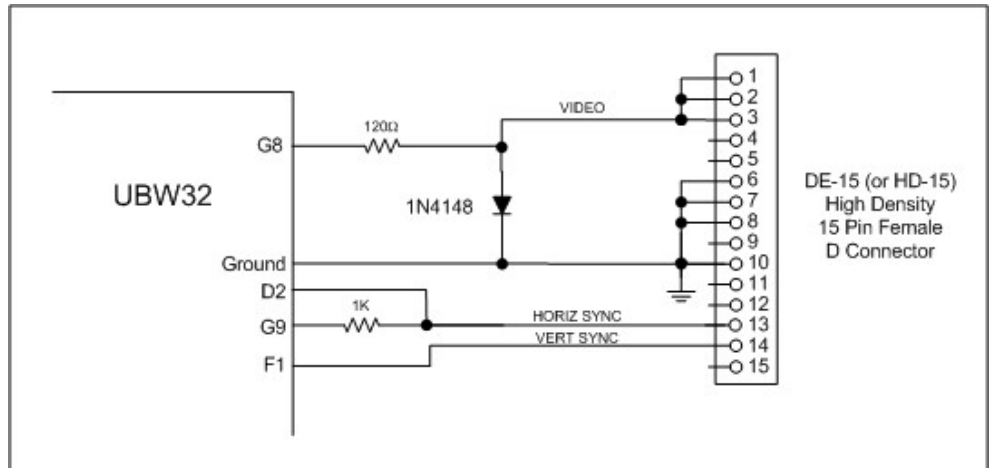 UBW32
G8
Ground
D2
G9
F1
120Ω
1N4148
1K
VIDEO
HORIZ SYNC
VERT SYNC
1
2
3
4
5
6
7
8
9
10
11
12
13
14
15
DE-15 (or HD-15)
High Density
15 Pin Female
D Connector